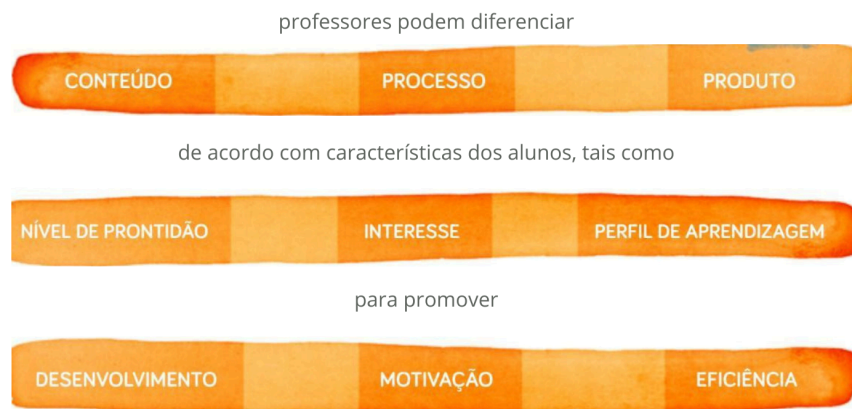 professores podem diferenciar
CONTEÚDO PROCESSO PRODUTO
de acordo com características dos alunos, tais como
NÍVEL DE PRONTIDÃO INTERESSE PERFIL DE APRENDIZAGEM
para promover
DESENVOLVIMENTO MOTIVAÇÃO EFICIÊNCIA